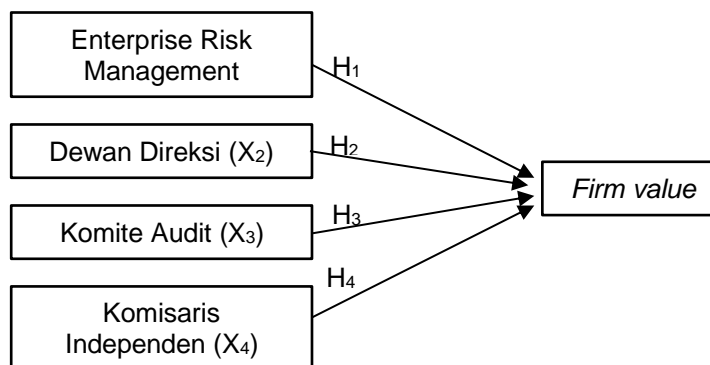 Enterprise Risk
Management
H₁
Dewan Direksi (X₂)
H₂
Firm value
Komite Audit (X₃)
H₃
H₄
Komisaris
Independen (X₄)